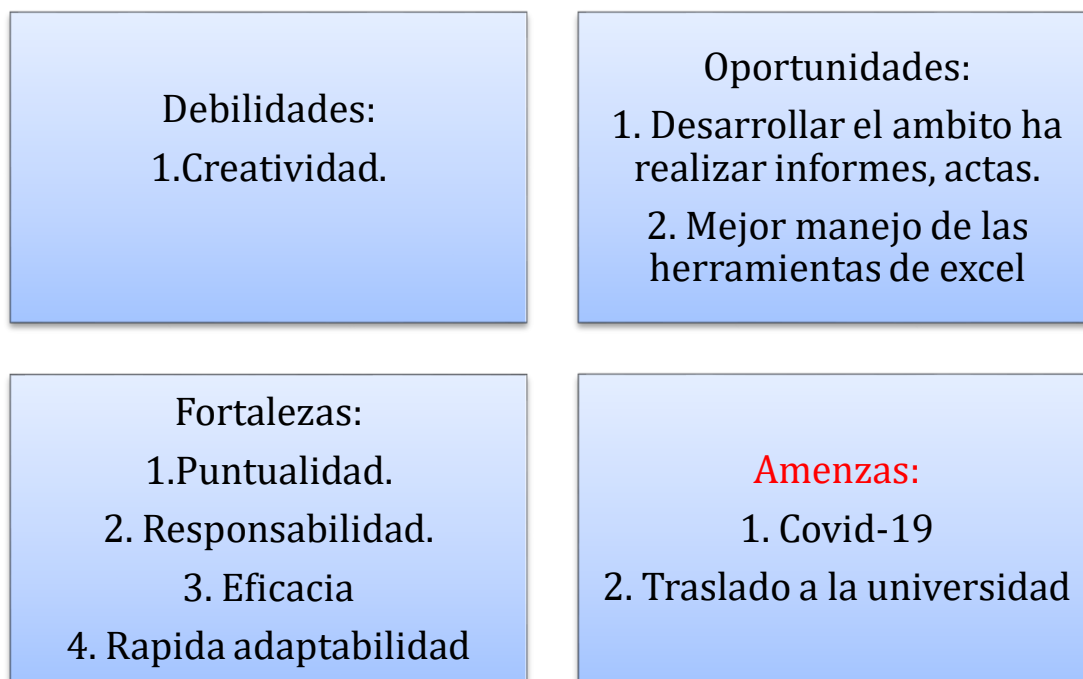 Debilidades:
1.Creatividad.
Oportunidades:
1. Desarrollar el ambito ha
realizar informes, actas.
2. Mejor manejo de las
herramientas de excel
Fortalezas:
1.Puntualidad.
2. Responsabilidad.
3. Eficacia
4. Rapida adaptabilidad
Amenzas:
1. Covid-19
2. Traslado a la universidad